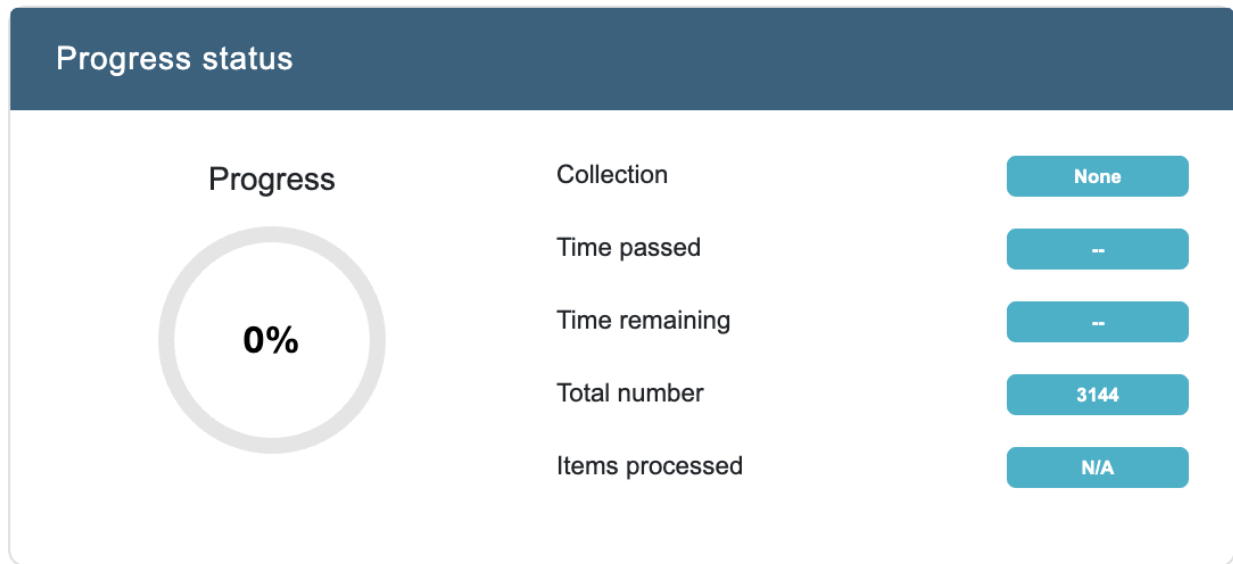 Progress status
Progress
0%
Collection None
Time passed --
Time remaining --
Total number 3144
Items processed N/A